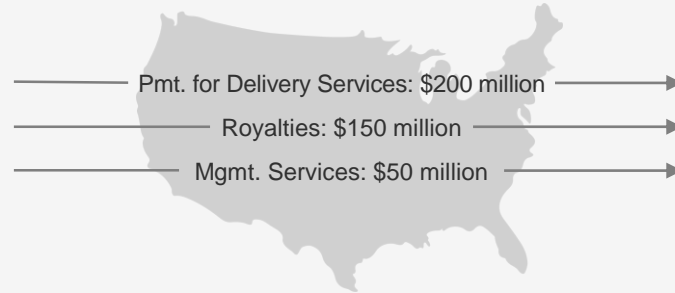 Pmt. for Delivery Services: $200 million
Royalties: $150 million
Mgmt. Services: $50 million